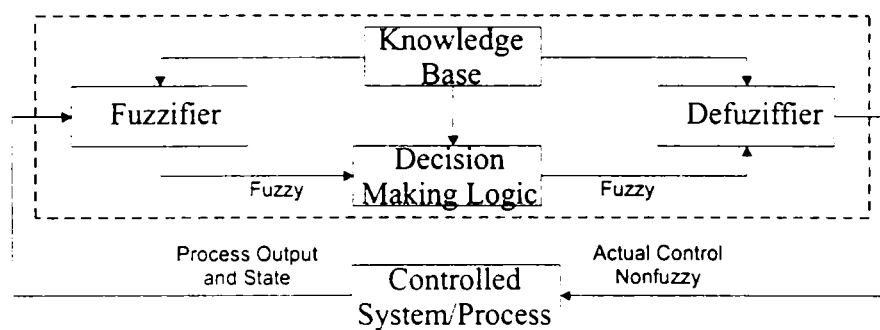 Knowledge
Base
Fuzzifier
Defuziffier
Decision
Making Logic
Fuzzy
Fuzzy
Process Output
and State
Actual Control
Nonfuzzy
Controlled
System/Process